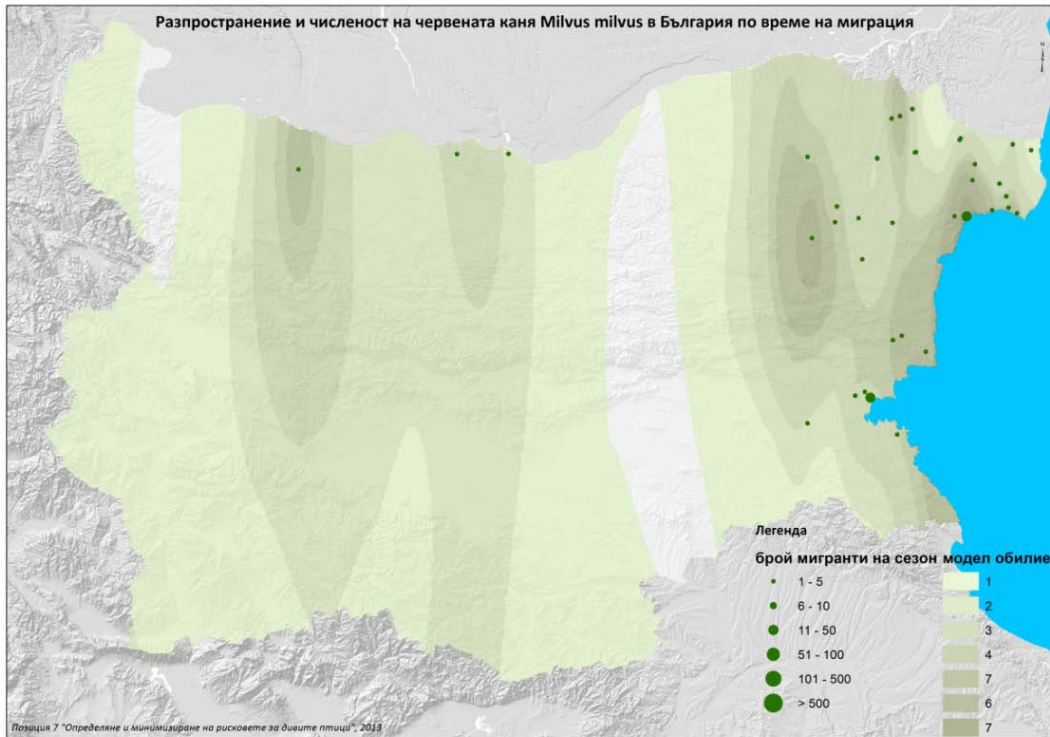 Разпространение и численост на червената каня Milvus milvus в България по време на миграция
N
Легенда
брой мигранти на сезон модел обилие
1 - 5
6 - 10
11 - 50
51 - 100
101 - 500
> 500
1
2
3
4
7
6
7
Позиция 7 "Определяне и минимизиране на рисковете за дивите птици", 2013